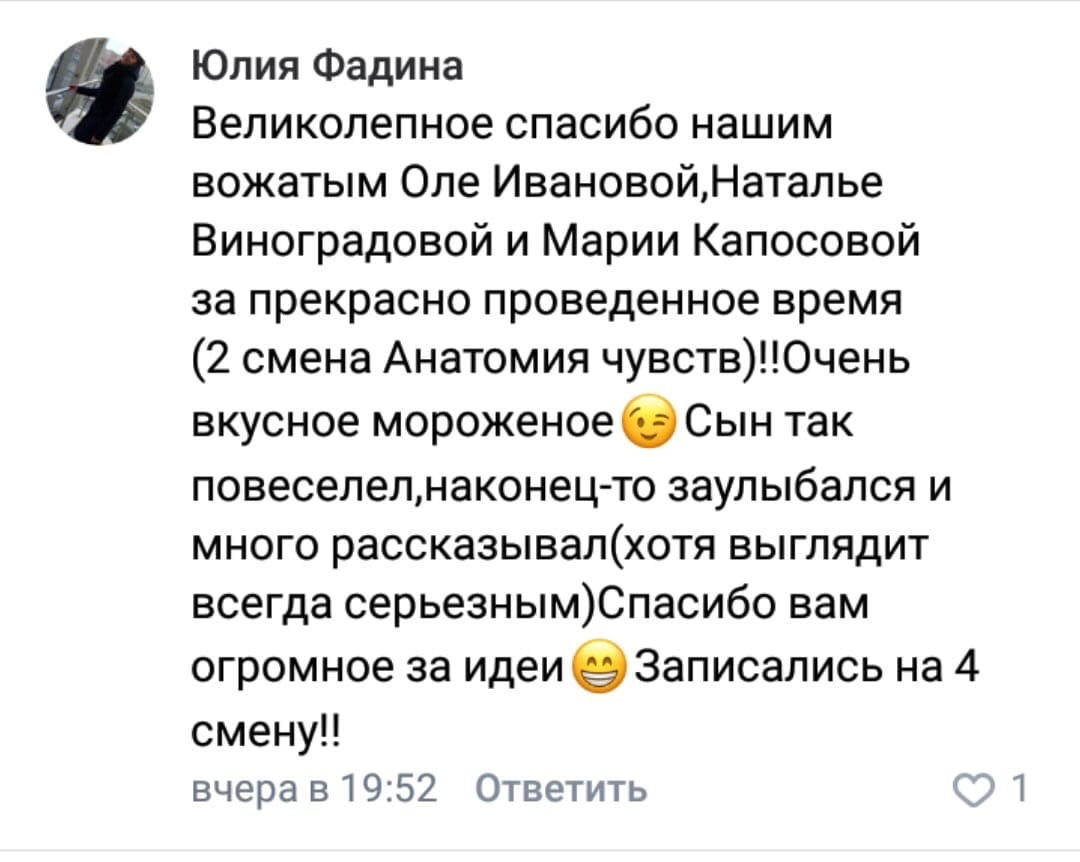 Юлия Фадина
Великолепное спасибо нашим
вожатым Оле Ивановой,Наталье
Виноградовой и Марии Капосовой
за прекрасно проведенное время
(2 смена Анатомия чувств)!!Очень
вкусное мороженое😉Сын так
повеселел,наконец-то заулыбался и
много рассказывал(хотя выглядит
всегда серьезным)Спасибо вам
огромное за идеи😁Записались на 4
смену!!
вчера в 19:52 Ответить 1